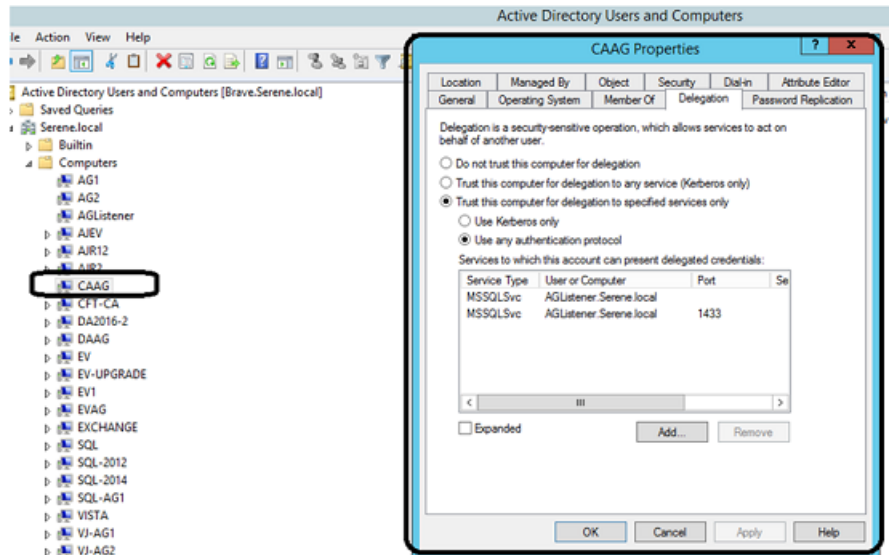 Active Directory Users and Computers
le Action View Help
Active Directory Users and Computers [Brave.Serene.local]
Saved Queries
Serene.local
Builtin
Computers
AG1
AG2
AGListener
AJEV
AJR12
AJR2
CAAG
CFT-CA
DA2016-2
DAAG
EV
EV-UPGRADE
EV1
EVAG
EXCHANGE
SQL
SQL-2012
SQL-2014
SQL-AG1
VISTA
VJ-AG1
VJ-AG2
CAAG Properties
? x
Location Managed By Object Security Dial-in Attribute Editor
General Operating System Member Of Delegation Password Replication
Delegation is a security-sensitive operation, which allows services to act on
behalf of another user.
Do not trust this computer for delegation
Trust this computer for delegation to any service (Kerberos only)
Trust this computer for delegation to specified services only
Use Kerberos only
Use any authentication protocol
Services to which this account can present delegated credentials:
Service Type User or Computer Port Se
MSSQLSvc AGListener.Serene.local
MSSQLSvc AGListener.Serene.local 1433
Expanded
Add... Remove
OK Cancel Apply Help